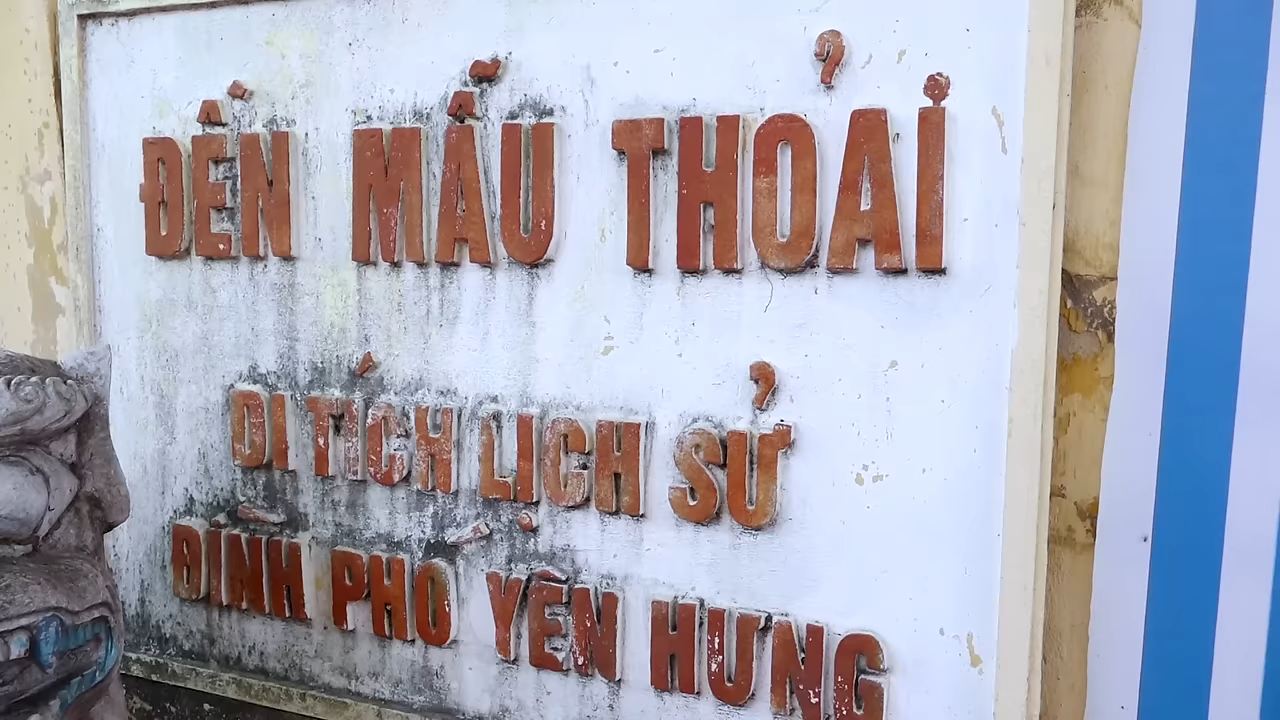 ĐỀN MẪU THOẢI
DI TÍCH LỊCH SỬ
ĐÌNH PHỐ YÊN HƯNG